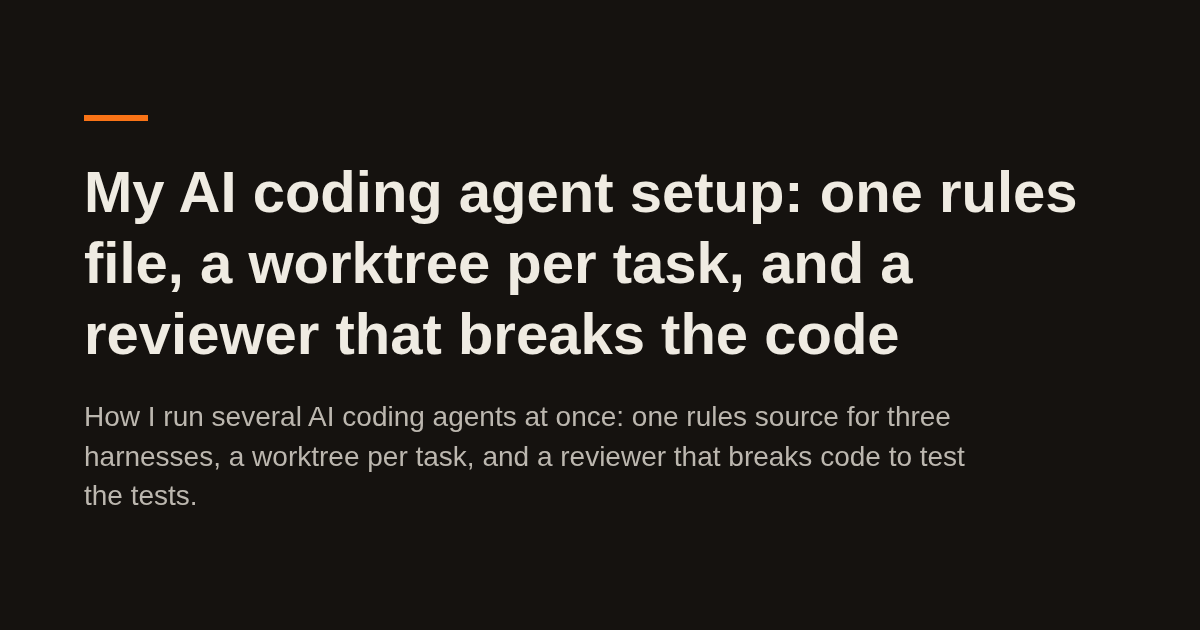 My AI coding agent setup: one rules
file, a worktree per task, and a
reviewer that breaks the code
How I run several AI coding agents at once: one rules source for three
harnesses, a worktree per task, and a reviewer that breaks code to test
the tests.